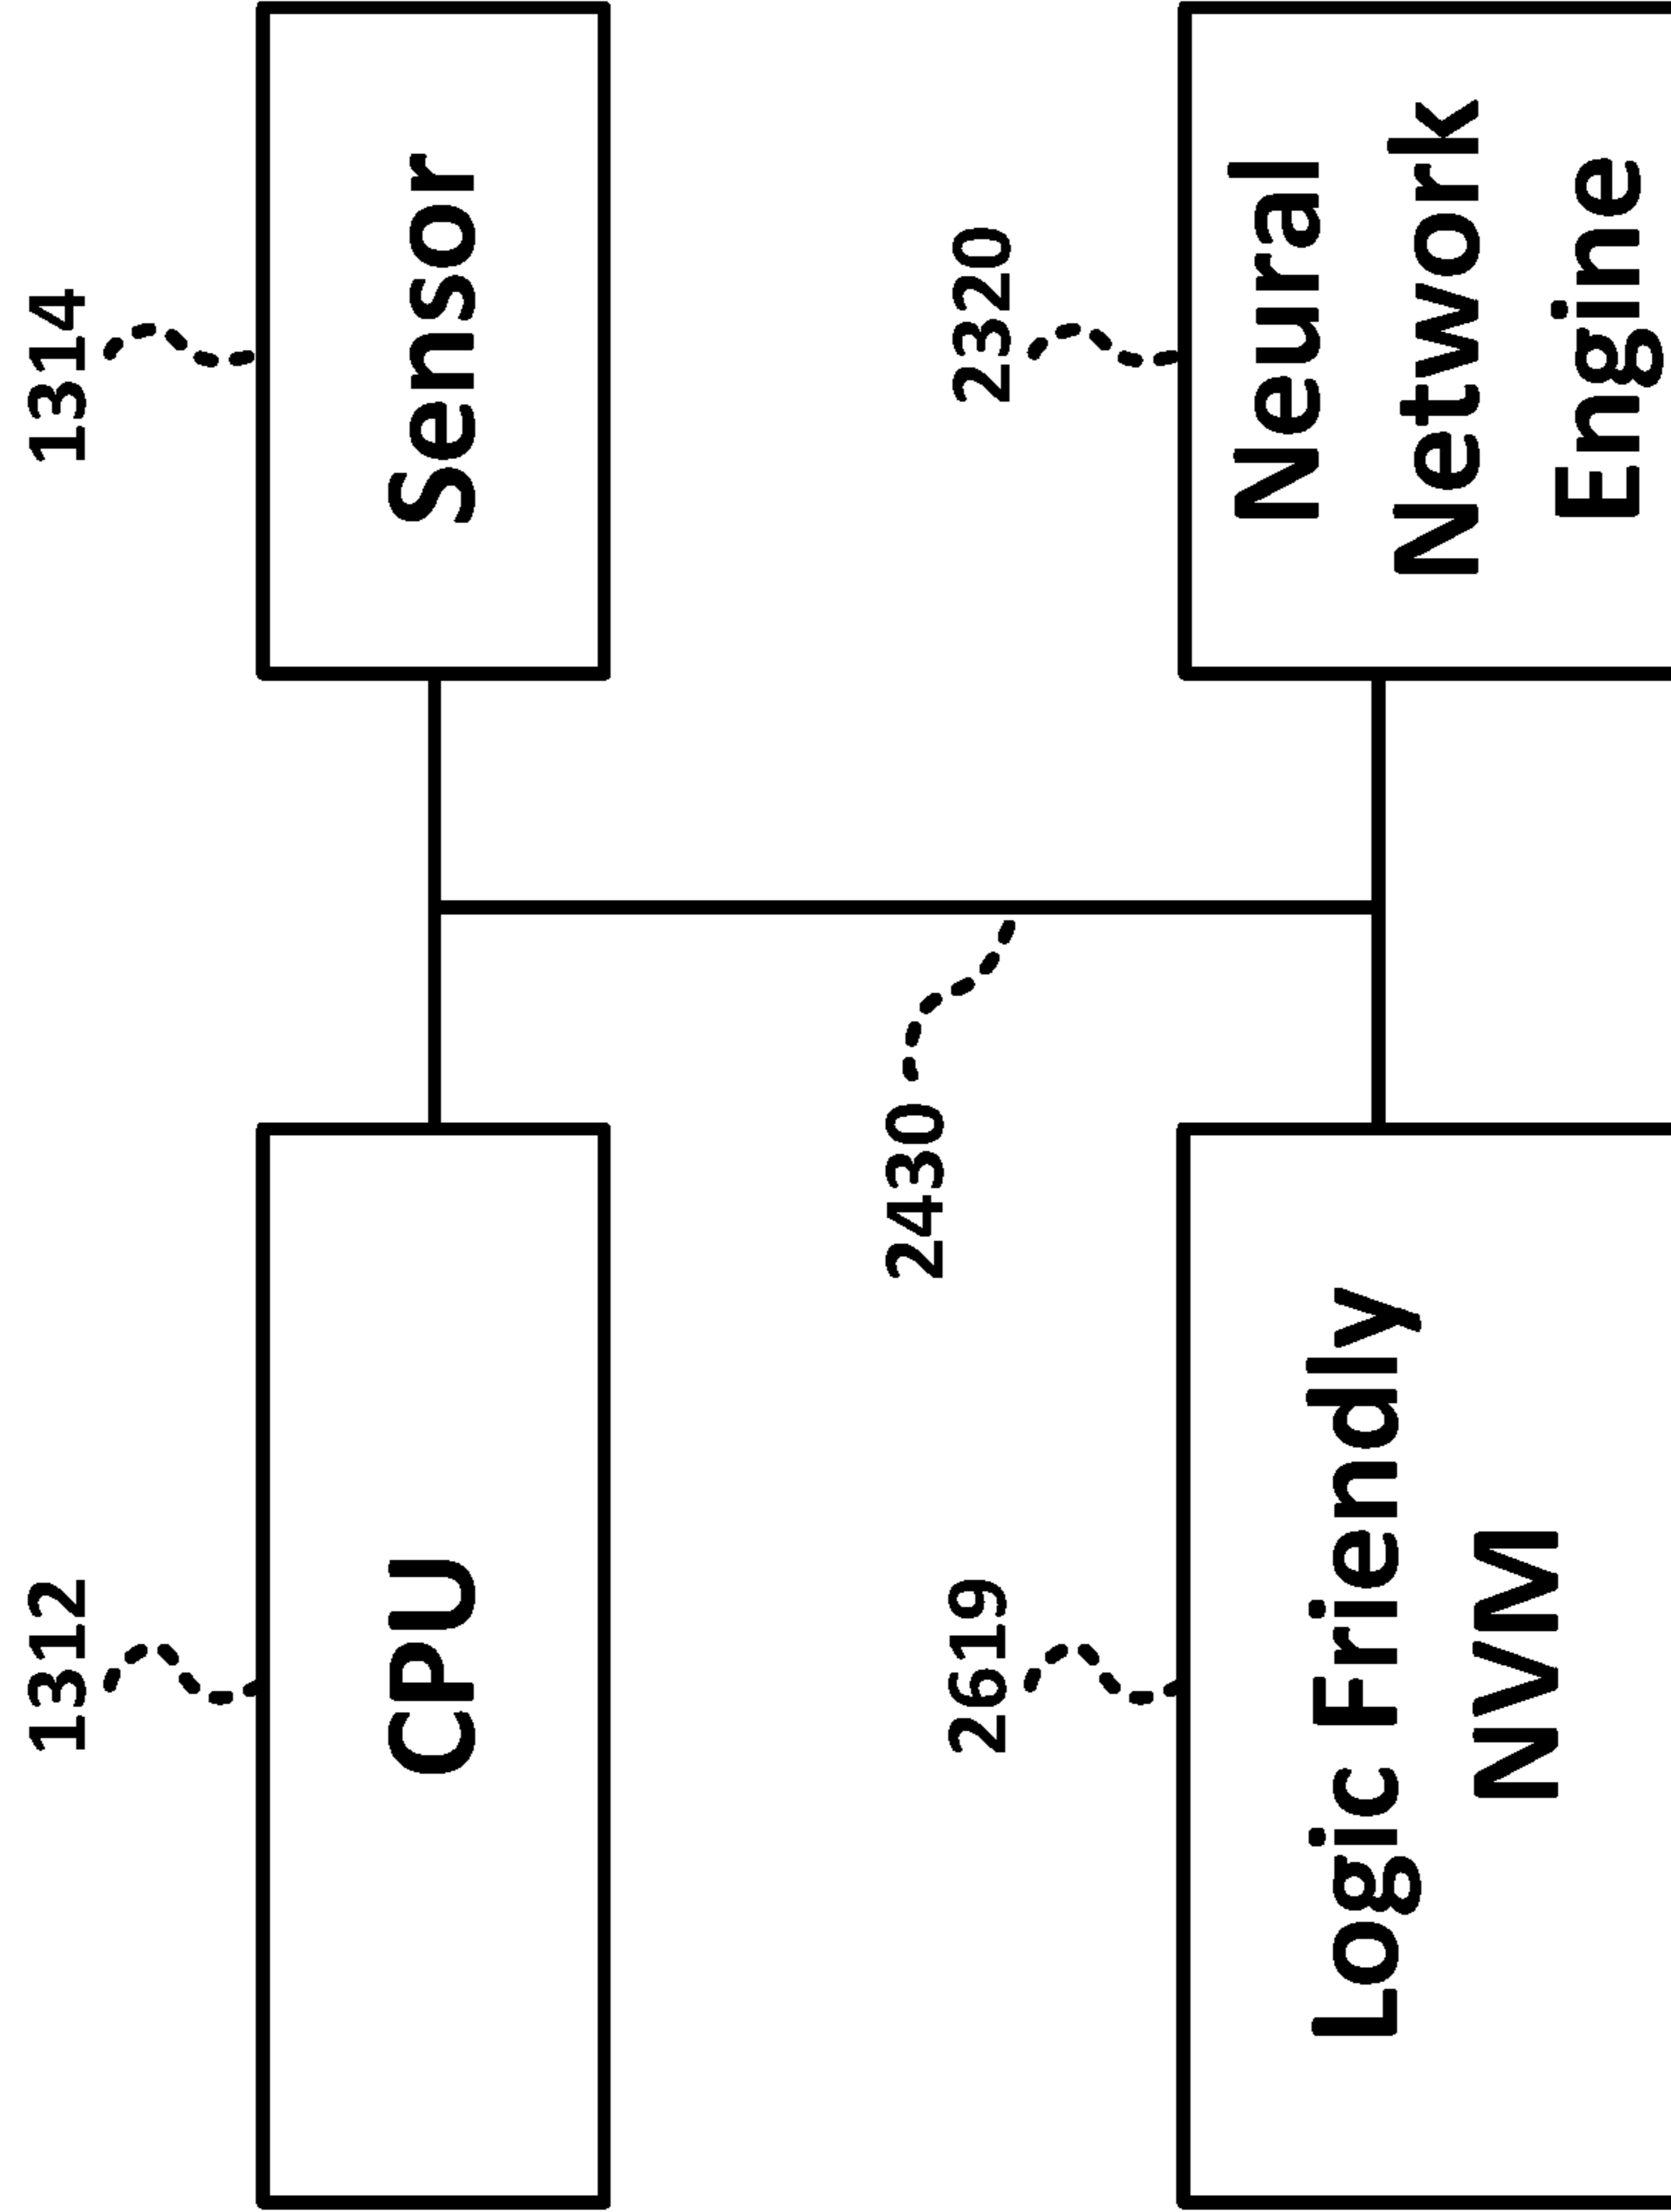 1312
CPU
1314
Sensor
2430
2619
Logic Friendly
NVM
2320
Neural
Network
Engine